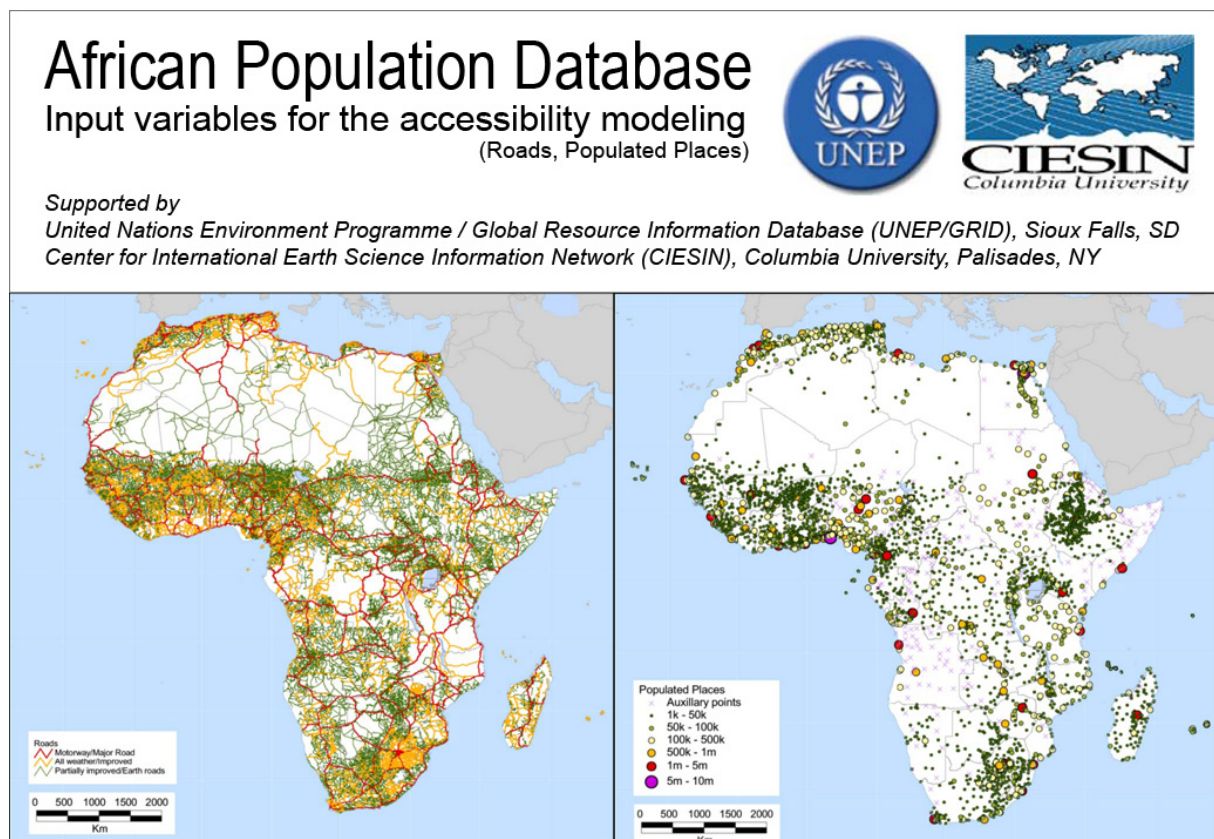 African Population Database
Input variables for the accessibility modeling
(Roads, Populated Places)
UNEP
CIESIN
Columbia University
Supported by
United Nations Environment Programme / Global Resource Information Database (UNEP/GRID), Sioux Falls, SD
Center for International Earth Science Information Network (CIESIN), Columbia University, Palisades, NY
Roads
Motorway/Major Road
All weather/Improved
Partially improved/Earth roads
0 500 1000 1500 2000
Km
Populated Places
Auxillary points
1k - 50k
50k - 100k
100k - 500k
500k - 1m
1m - 5m
5m - 10m
0 500 1000 1500 2000
Km